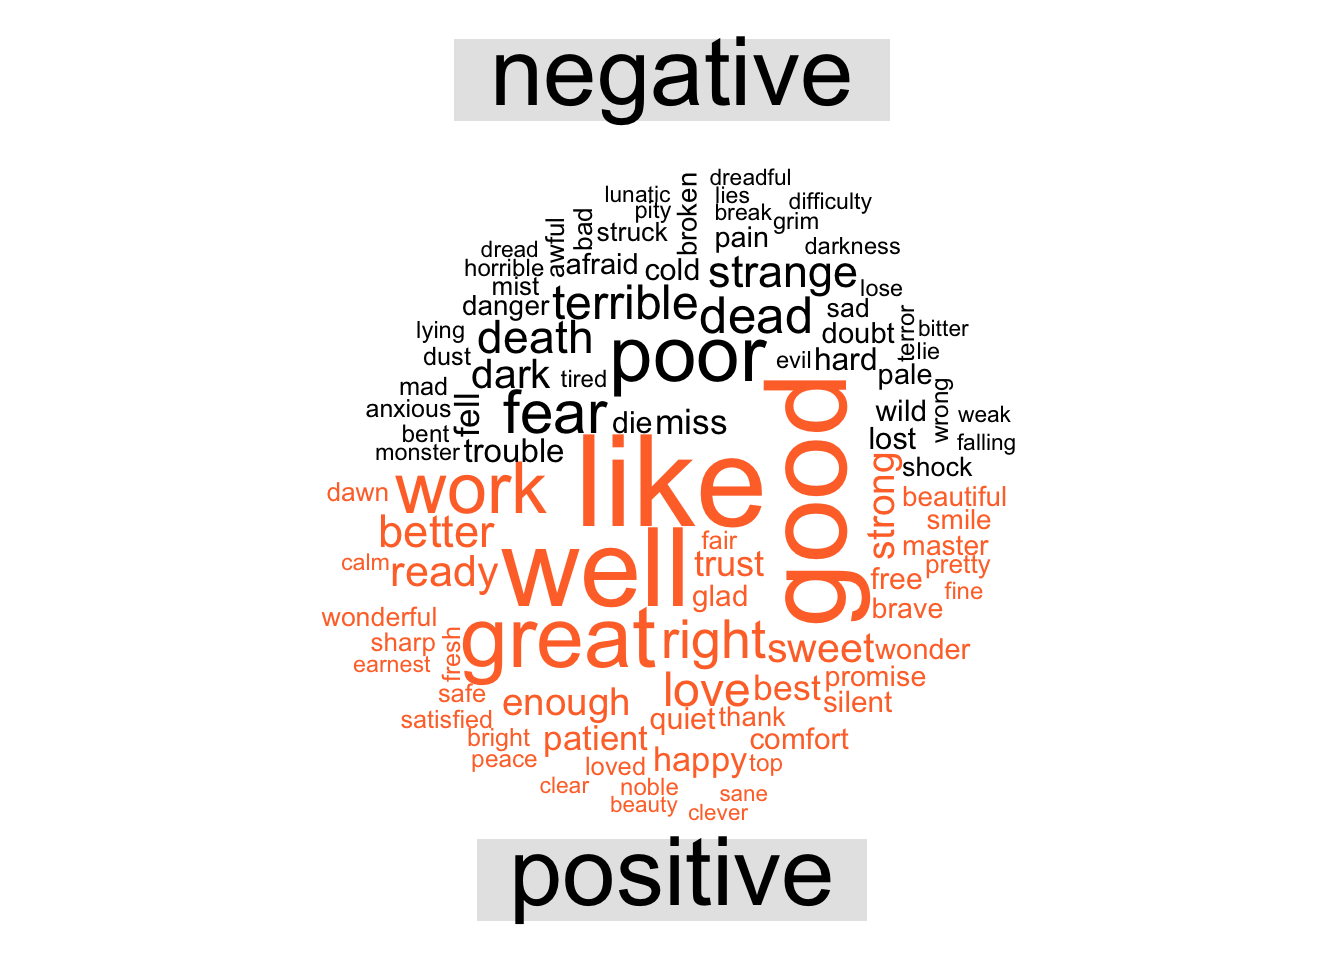 negative
dreadful
lunatic
lies
difficulty
pity
broken
break
grim
awful
bad
struck
pain
darkness
dread
horrible
afraid
cold
strange
mist
lose
danger
terrible
dead
sad
lying
death
doubt
terror
bitter
dust
poor
evil
hard
lie
dark
tired
pale
mad
anxious
fell
fear
die
miss
wild
wrong
weak
bent
lost
falling
monster
trouble
shock
like
good
dawn
work
strong
beautiful
better
smile
fair
master
calm
ready
well
trust
free
pretty
glad
fine
brave
wonderful
sharp
fresh
great
right
sweet
wonder
earnest
safe
love
best
promise
enough
silent
satisfied
quiet
thank
bright
patient
comfort
peace
loved
happy
top
clear
noble
sane
beauty
clever
positive